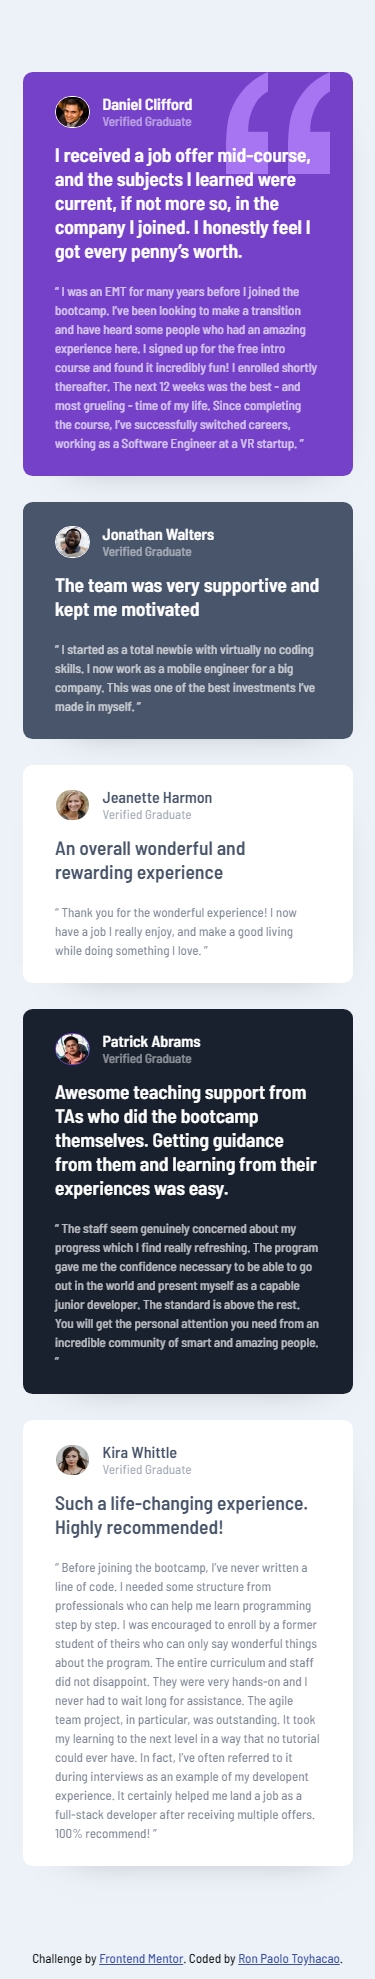 Daniel Clifford
Verified Graduate
I received a job offer mid-course,
and the subjects I learned were
current, if not more so, in the
company I joined. I honestly feel I
got every penny’s worth.
“ I was an EMT for many years before I joined the
bootcamp. I’ve been looking to make a transition
and have heard some people who had an amazing
experience here. I signed up for the free intro
course and found it incredibly fun! I enrolled shortly
thereafter. The next 12 weeks was the best - and
most grueling - time of my life. Since completing
the course, I’ve successfully switched careers,
working as a Software Engineer at a VR startup. ”
Jonathan Walters
Verified Graduate
The team was very supportive and
kept me motivated
“ I started as a total newbie with virtually no coding
skills. I now work as a mobile engineer for a big
company. This was one of the best investments I’ve
made in myself. ”
Jeanette Harmon
Verified Graduate
An overall wonderful and
rewarding experience
“ Thank you for the wonderful experience! I now
have a job I really enjoy, and make a good living
while doing something I love. ”
Patrick Abrams
Verified Graduate
Awesome teaching support from
TAs who did the bootcamp
themselves. Getting guidance
from them and learning from their
experiences was easy.
“ The staff seem genuinely concerned about my
progress which I find really refreshing. The program
gave me the confidence necessary to be able to go
out in the world and present myself as a capable
junior developer. The standard is above the rest.
You will get the personal attention you need from an
incredible community of smart and amazing people.
”
Kira Whittle
Verified Graduate
Such a life-changing experience.
Highly recommended!
“ Before joining the bootcamp, I’ve never written a
line of code. I needed some structure from
professionals who can help me learn programming
step by step. I was encouraged to enroll by a former
student of theirs who can only say wonderful things
about the program. The entire curriculum and staff
did not disappoint. They were very hands-on and I
never had to wait long for assistance. The agile
team project, in particular, was outstanding. It took
my learning to the next level in a way that no tutorial
could ever have. In fact, I’ve often referred to it
during interviews as an example of my developent
experience. It certainly helped me land a job as a
full-stack developer after receiving multiple offers.
100% recommend! ”
Challenge by Frontend Mentor. Coded by Ron Paolo Toyhacao.